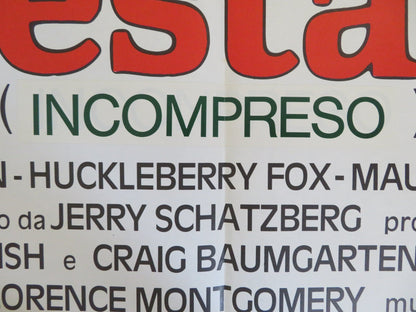 esta
( INCOMPRESO )
N - HUCKLEBERRY FOX - MAU
o da JERRY SCHATZBERG pro
ISH e CRAIG BAUMGARTEN
ORENCE MONTGOMERY mu